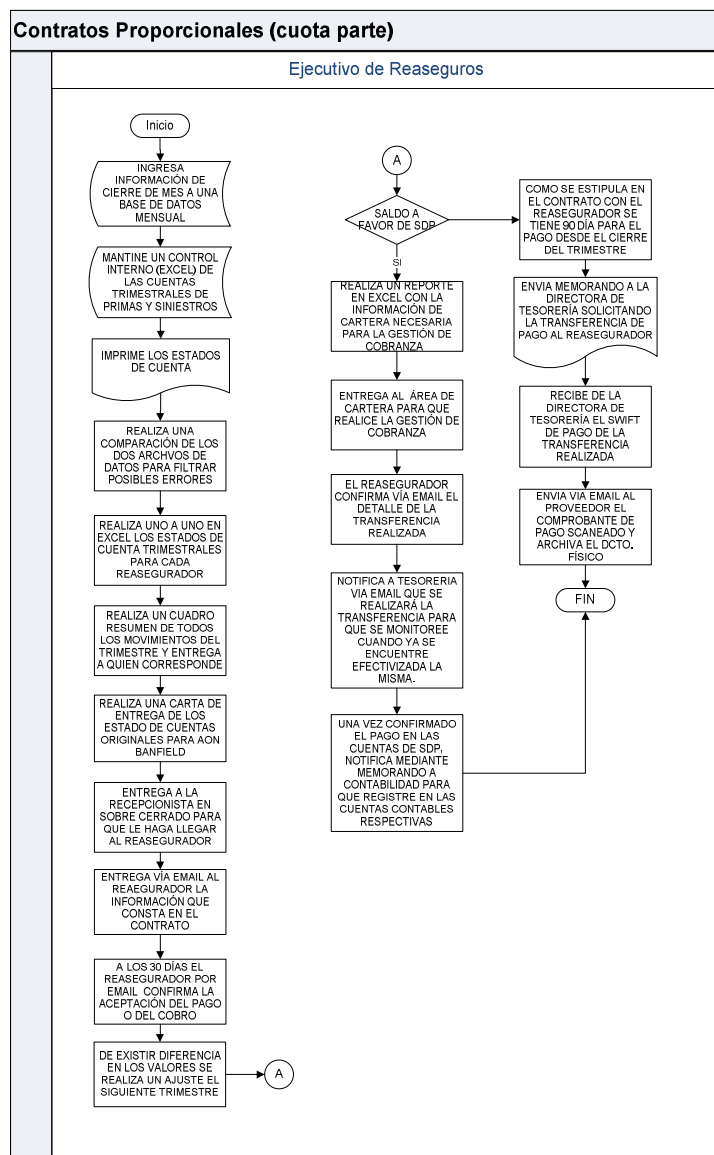 Contratos Proporcionales (cuota parte)
Ejecutivo de Reaseguros
Inicio
INGRESA
INFORMACIÓN DE
CIERRE DE MES A UNA
BASE DE DATOS
MENSUAL
MANTINE UN CONTROL
INTERNO (EXCEL) DE
LAS CUENTAS
TRIMESTRALES DE
PRIMAS Y SINIESTROS
IMPRIME LOS ESTADOS
DE CUENTA
REALIZA UNA
COMPARACIÓN DE LOS
DOS ARCHVOS DE
DATOS PARA FILTRAR
POSIBLES ERRORES
REALIZA UNO A UNO EN
EXCEL LOS ESTADOS DE
CUENTA TRIMESTRALES
PARA CADA
REASEGURADOR
REALIZA UN CUADRO
RESUMEN DE TODOS
LOS MOVIMIENTOS DEL
TRIMESTRE Y ENTREGA
A QUIEN CORRESPONDE
REALIZA UNA CARTA DE
ENTREGA DE LOS
ESTADO DE CUENTAS
ORIGINALES PARA AON
BANFIELD
ENTREGA A LA
RECEPCIONISTA EN
SOBRE CERRADO PARA
QUE LE HAGA LLEGAR
AL REASEGURADOR
ENTREGA VÍA EMAIL AL
REAEGURADOR LA
INFORMACIÓN QUE
CONSTA EN EL
CONTRATO
A LOS 30 DÍAS EL
REASEGURADOR POR
EMAIL CONFIRMA LA
ACEPTACIÓN DEL PAGO
O DEL COBRO
DE EXISTIR DIFERENCIA
EN LOS VALORES SE
REALIZA UN AJUSTE EL
SIGUIENTE TRIMESTRE
A
A
SALDO A
FAVOR DE SDP
SI
REALIZA UN REPORTE
EN EXCEL CON LA
INFORMACIÓN DE
CARTERA NECESARIA
PARA LA GESTIÓN DE
COBRANZA
ENTREGA AL ÁREA DE
CARTERA PARA QUE
REALICE LA GESTIÓN DE
COBRANZA
EL REASEGURADOR
CONFIRMA VÍA EMAIL EL
DETALLE DE LA
TRANSFERENCIA
REALIZADA
NOTIFICA A TESORERIA
VIA EMAIL QUE SE
REALIZARÁ LA
TRANSFERENCIA PARA
QUE SE MONITOREE
CUANDO YA SE
ENCUENTRE
EFECTIVIZADA LA
MISMA.
UNA VEZ CONFIRMADO
EL PAGO EN LAS
CUENTAS DE SDP,
NOTIFICA MEDIANTE
MEMORANDO A
CONTABILIDAD PARA
QUE REGISTRE EN LAS
CUENTAS CONTABLES
RESPECTIVAS
COMO SE ESTIPULA EN
EL CONTRATO CON EL
REASEGURADOR SE
TIENE 90 DÍA PARA EL
PAGO DESDE EL CIERRE
DEL TRIMESTRE
ENVIA MEMORANDO A LA
DIRECTORA DE
TESORERÍA SOLICITANDO
LA TRANSFERENCIA DE
PAGO AL REASEGURADOR
RECIBE DE LA
DIRECTORA DE
TESORERÍA EL SWIFT
DE PAGO DE LA
TRANSFERENCIA
REALIZADA
ENVIA VIA EMAIL AL
PROVEEDOR EL
COMPROBANTE DE
PAGO SCANEADO Y
ARCHIVA EL DCTO.
FÍSICO
FIN